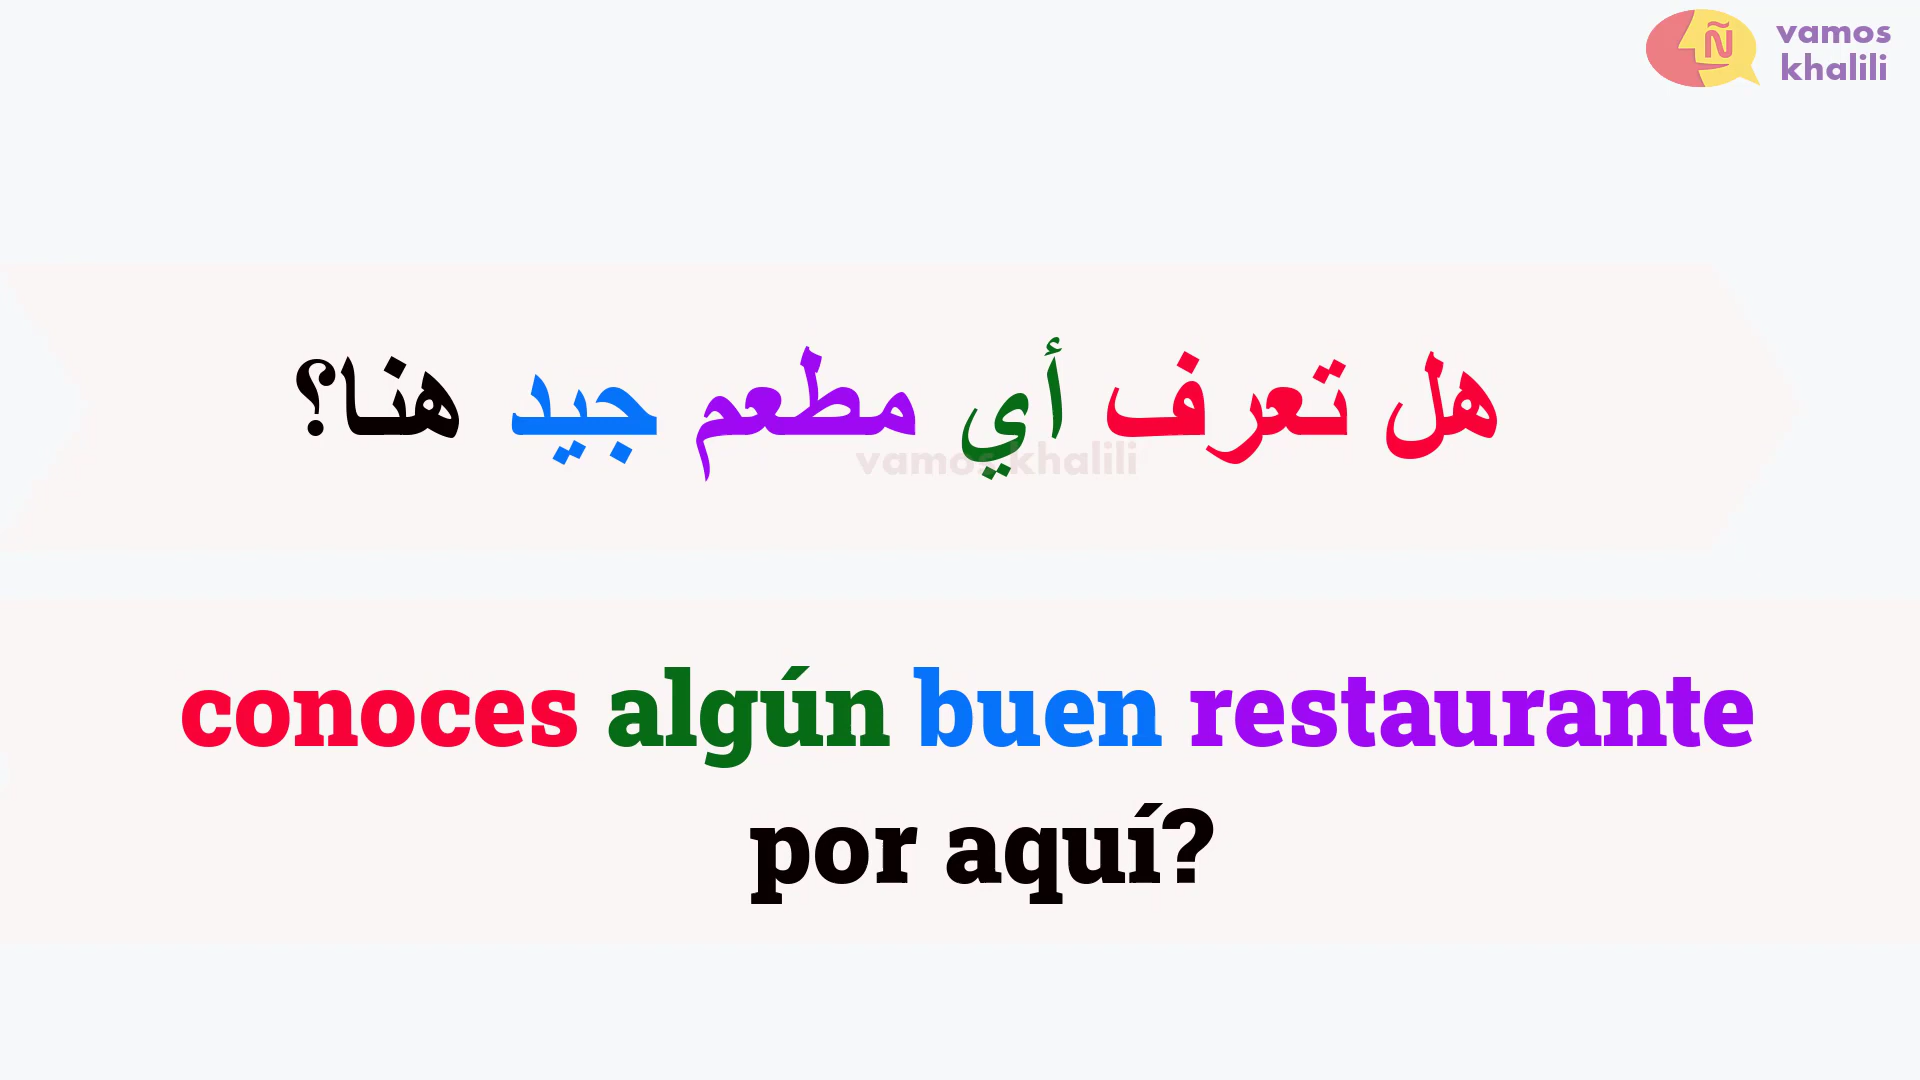 vamos
khalili
هل تعرف أي مطعم جيد هنا؟
vamos khalili
conoces algún buen restaurante
por aquí?